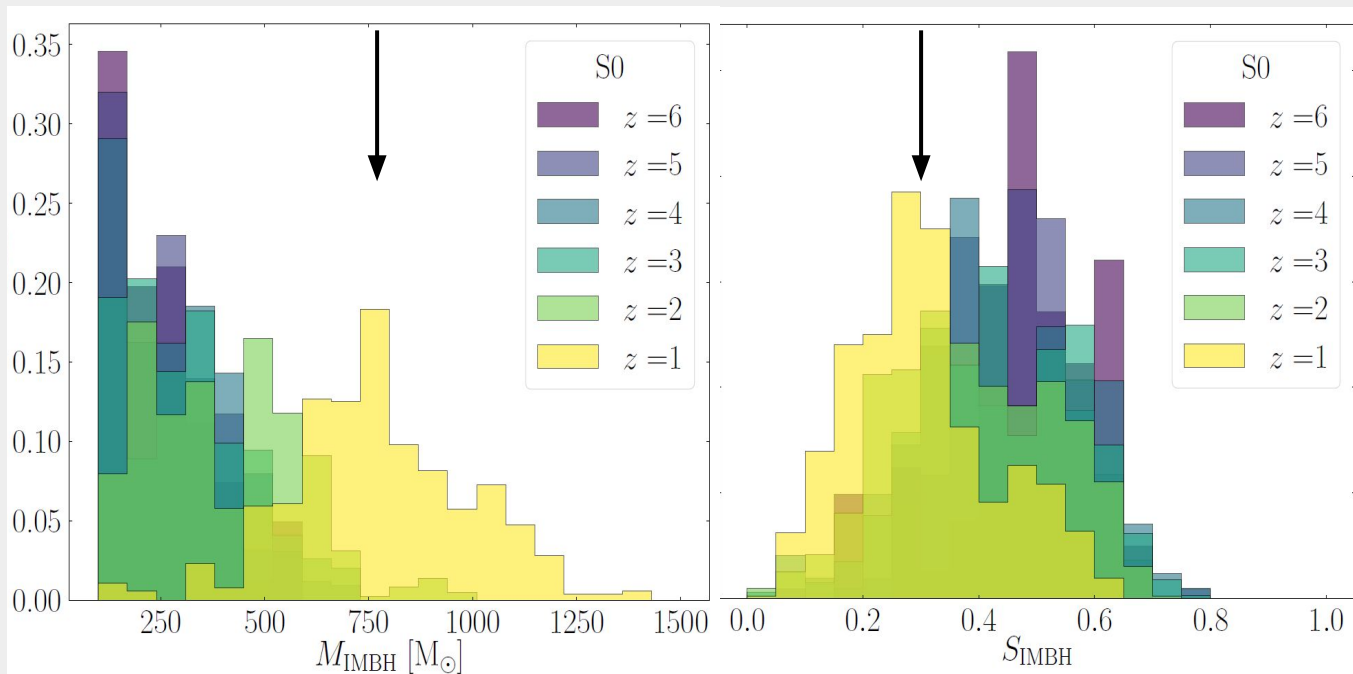 0.35
0.30
0.25
0.20
0.15
0.10
0.05
0.00
250 500 750 1000 1250 1500
M_IMBH [M_⊙]
S0
z =6
z =5
z =4
z =3
z =2
z =1
0.0 0.2 0.4 0.6 0.8 1.0
S_IMBH
S0
z =6
z =5
z =4
z =3
z =2
z =1